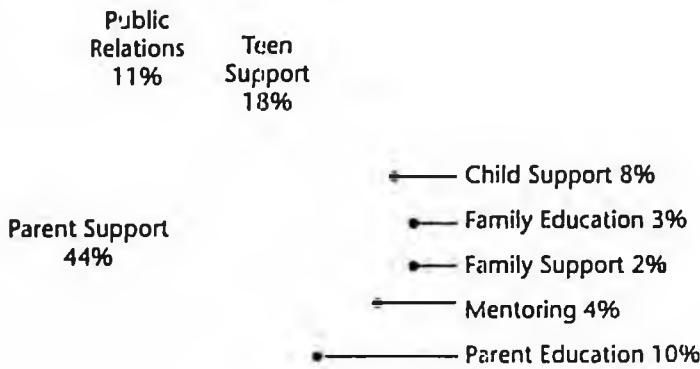 Public
Relations
11%
Teen
Support
18%
Child Support 8%
Family Education 3%
Parent Support
44%
Family Support 2%
Mentoring 4%
Parent Education 10%